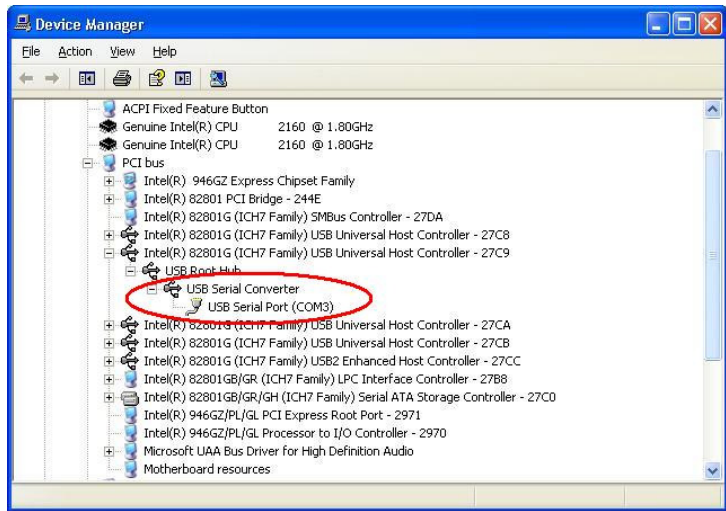 Device Manager
File Action View Help
ACPI Fixed Feature Button
Genuine Intel(R) CPU 2160 @ 1.80GHz
Genuine Intel(R) CPU 2160 @ 1.80GHz
PCI bus
Intel(R) 946GZ Express Chipset Family
Intel(R) 82801 PCI Bridge - 244E
Intel(R) 82801G (ICH7 Family) SMBus Controller - 27DA
Intel(R) 82801G (ICH7 Family) USB Universal Host Controller - 27C8
Intel(R) 82801G (ICH7 Family) USB Universal Host Controller - 27C9
USB Root Hub
USB Serial Converter
USB Serial Port (COM3)
Intel(R) 82801G (ICH7 Family) USB Universal Host Controller - 27CA
Intel(R) 82801G (ICH7 Family) USB Universal Host Controller - 27CB
Intel(R) 82801G (ICH7 Family) USB2 Enhanced Host Controller - 27CC
Intel(R) 82801GB/GR (ICH7 Family) LPC Interface Controller - 27B8
Intel(R) 82801GB/GR/GH (ICH7 Family) Serial ATA Storage Controller - 27C0
Intel(R) 946GZ/PL/GL PCI Express Root Port - 2971
Intel(R) 946GZ/PL/GL Processor to I/O Controller - 2970
Microsoft UAA Bus Driver for High Definition Audio
Motherboard resources